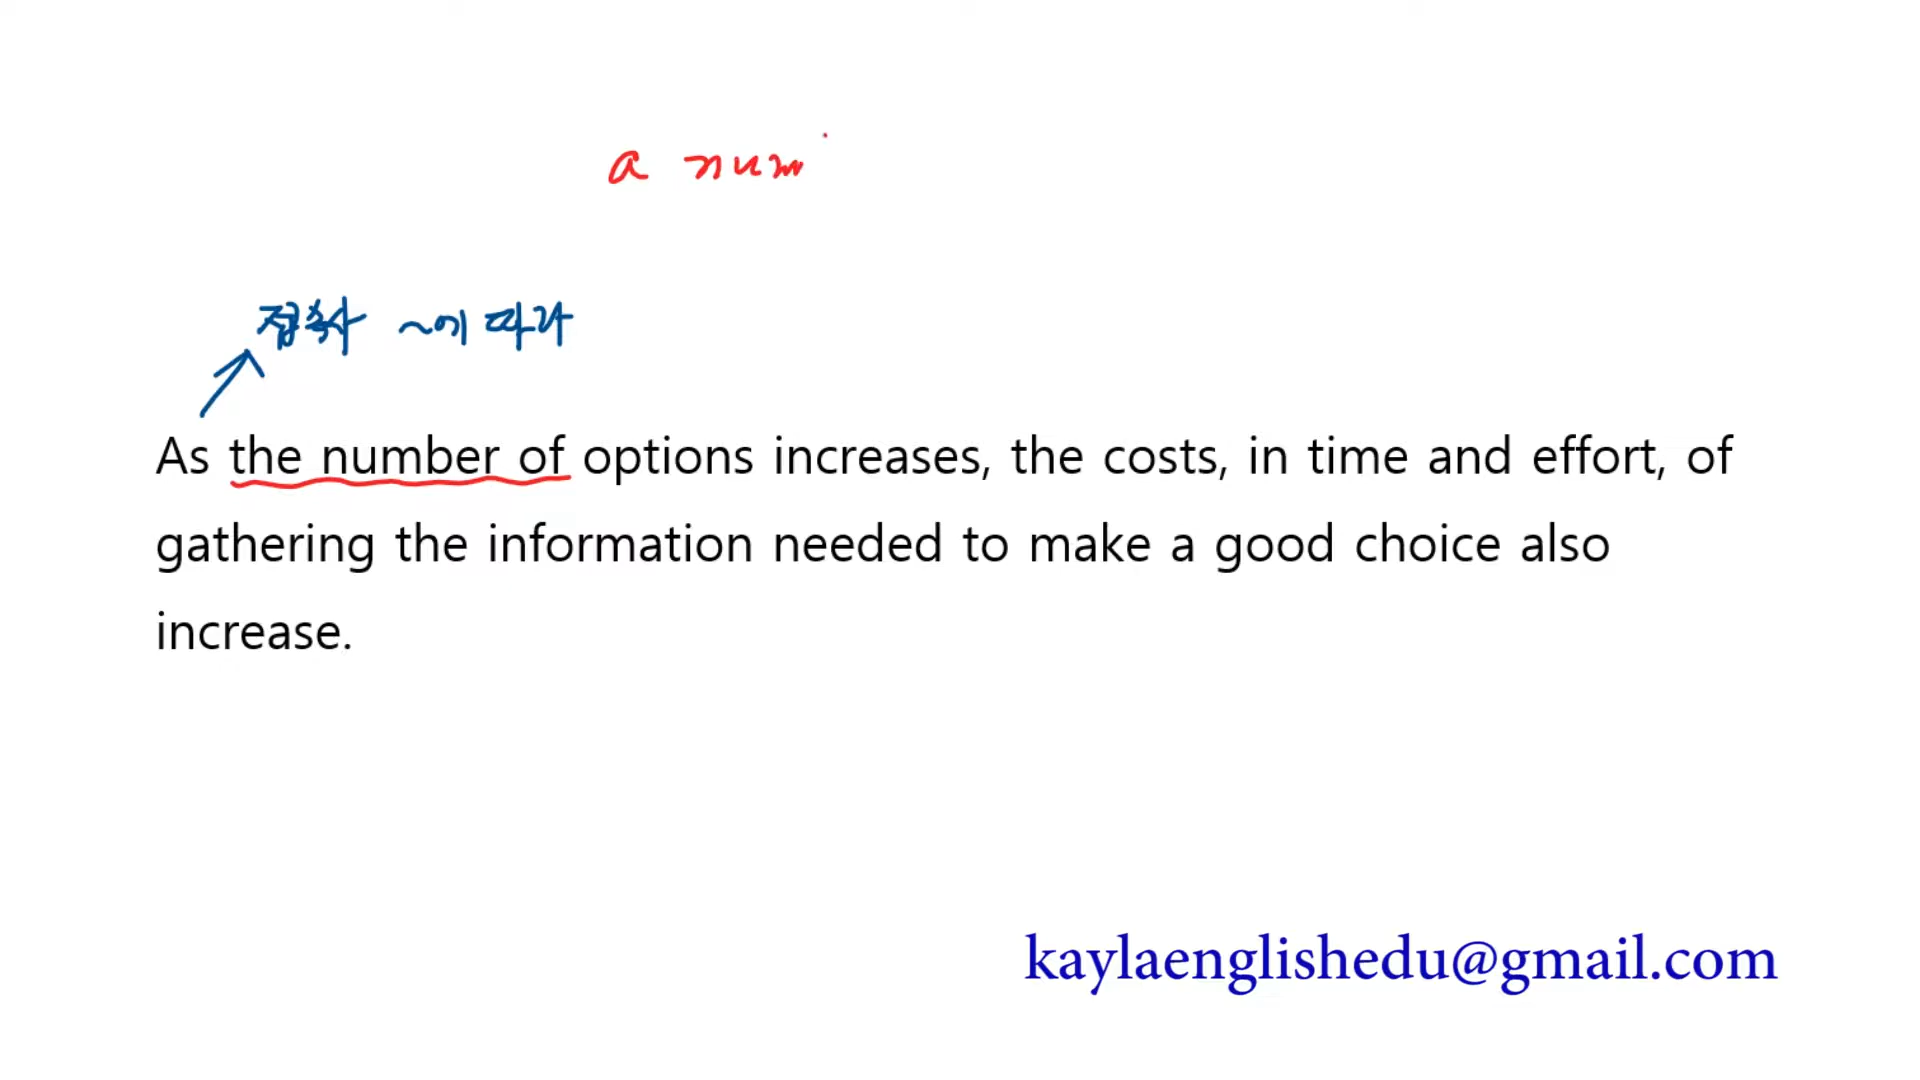 a num
접속사 ~에 따라
As the number of options increases, the costs, in time and effort, of
gathering the information needed to make a good choice also
increase.
kaylaenglishedu@gmail.com